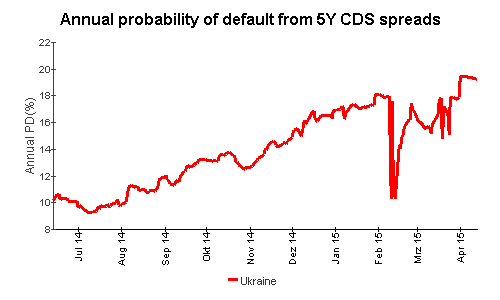 Annual probability of default from 5Y CDS spreads
Annual PD(%)
22
20
18
16
14
12
10
8
Jul 14
Aug 14
Sep 14
Okt 14
Nov 14
Dez 14
Jan 15
Feb 15
Mrz 15
Apr 15
Ukraine